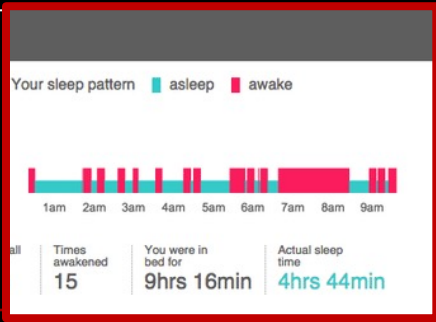 Your sleep pattern asleep awake
1am 2am 3am 4am 5am 6am 7am 8am 9am
all Times You were in Actual sleep
awakened bed for time
15 9hrs 16min 4hrs 44min